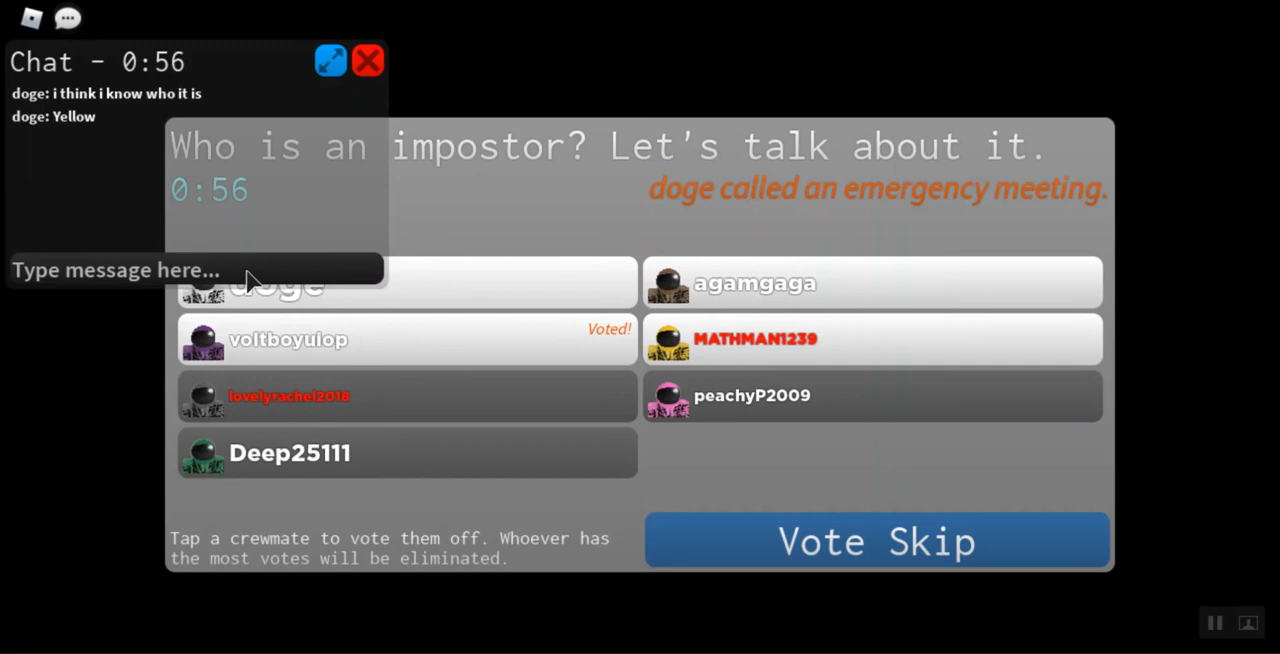 Chat - 0:56
doge: i think i know who it is
doge: Yellow
Type message here...
Who is an impostor? Let's talk about it.
0:56
doge called an emergency meeting.
doge
agamgaga
voltboyuiop
Voted!
MATHMAN1239
lovelyrachel2018
peachyP2009
Deep25111
Tap a crewmate to vote them off. Whoever has
the most votes will be eliminated.
Vote Skip